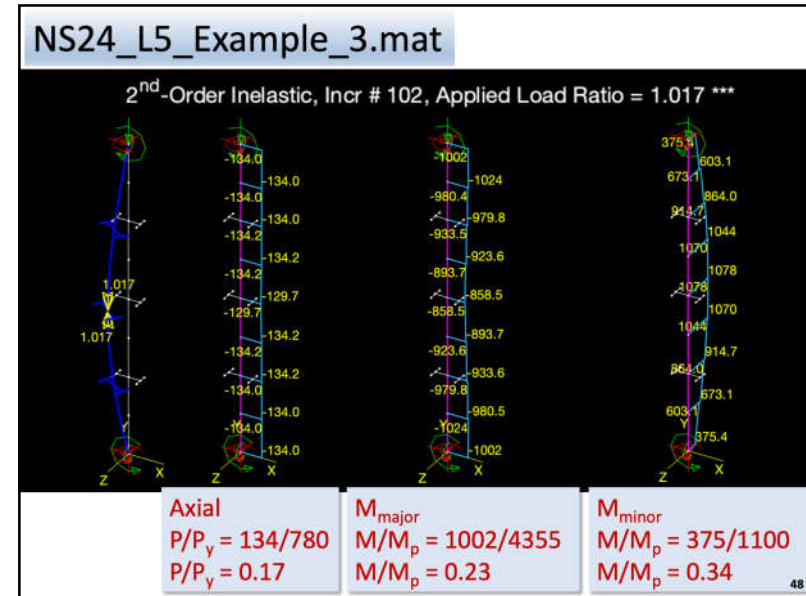 NS24_L5_Example_3.mat
2nd-Order Inelastic, Incr # 102, Applied Load Ratio = 1.017 ***
-134.0
-134.0
-134.0
-134.0
-134.2
-134.2
-134.2
-129.7
-129.7
-134.2
-134.2
-134.2
-134.0
-134.0
-134.0
-134.0
-1002
-1024
-980.4
-979.8
-933.5
-923.6
-893.7
-858.5
-858.5
-893.7
-923.6
-933.6
-979.8
-980.5
-1024
-1002
375.4
603.1
673.1
864.0
914.7
1044
1070
1078
1078
1070
1044
914.7
864.0
673.1
603.1
375.4
1.017
1.017
Y
Z
X
Y
Z
X
Y
Z
X
Y
Z
X
Axial
P/Py = 134/780
P/Py = 0.17
Mmajor
M/Mp = 1002/4355
M/Mp = 0.23
Mminor
M/Mp = 375/1100
M/Mp = 0.34
48